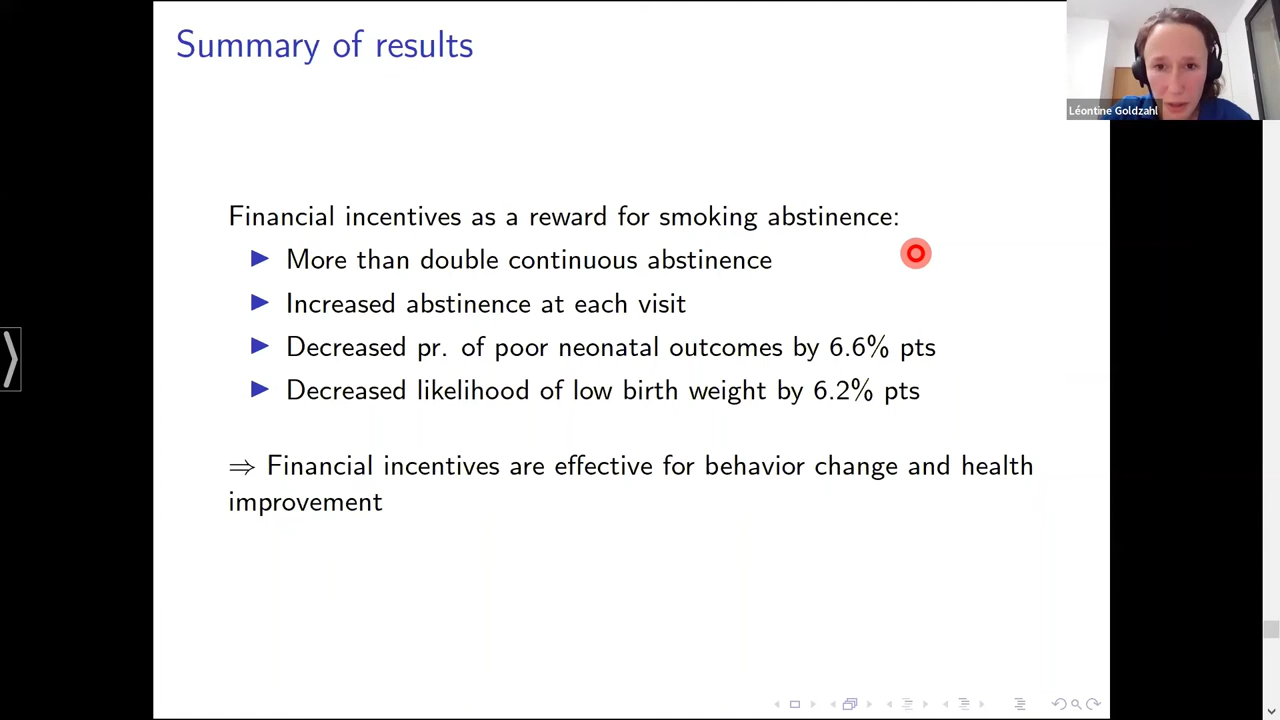 Summary of results
Léontine Goldzahl
Financial incentives as a reward for smoking abstinence:
More than double continuous abstinence
Increased abstinence at each visit
Decreased pr. of poor neonatal outcomes by 6.6% pts
Decreased likelihood of low birth weight by 6.2% pts
⇒ Financial incentives are effective for behavior change and health
improvement